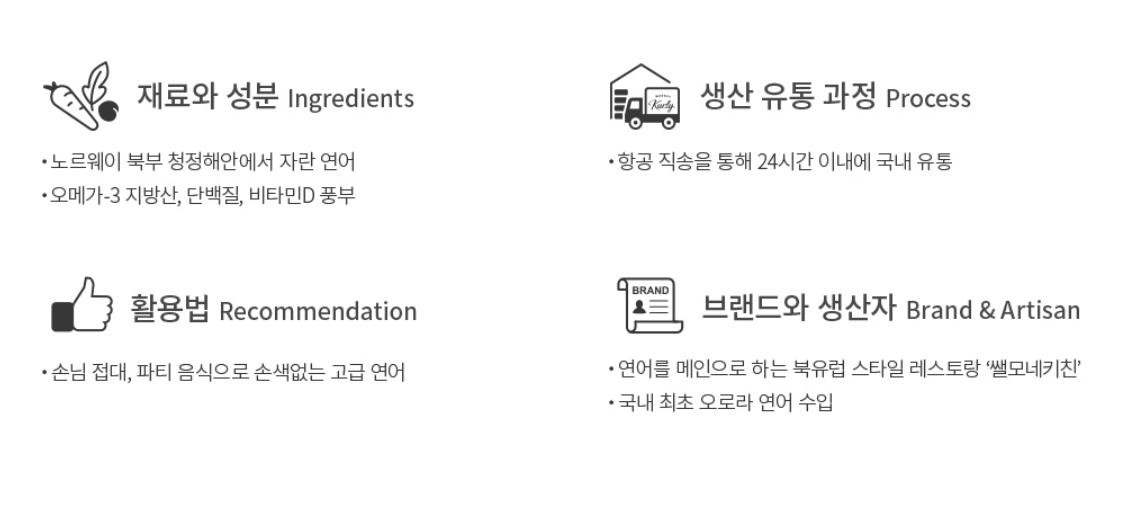 재료와 성분 Ingredients
• 노르웨이 북부 청정해안에서 자란 연어
• 오메가-3 지방산, 단백질, 비타민D 풍부
Kurly
생산 유통 과정 Process
• 항공 직송을 통해 24시간 이내에 국내 유통
활용법 Recommendation
• 손님 접대, 파티 음식으로 손색없는 고급 연어
BRAND
브랜드와 생산자 Brand & Artisan
• 연어를 메인으로 하는 북유럽 스타일 레스토랑 ‘쌜모네키친’
• 국내 최초 오로라 연어 수입